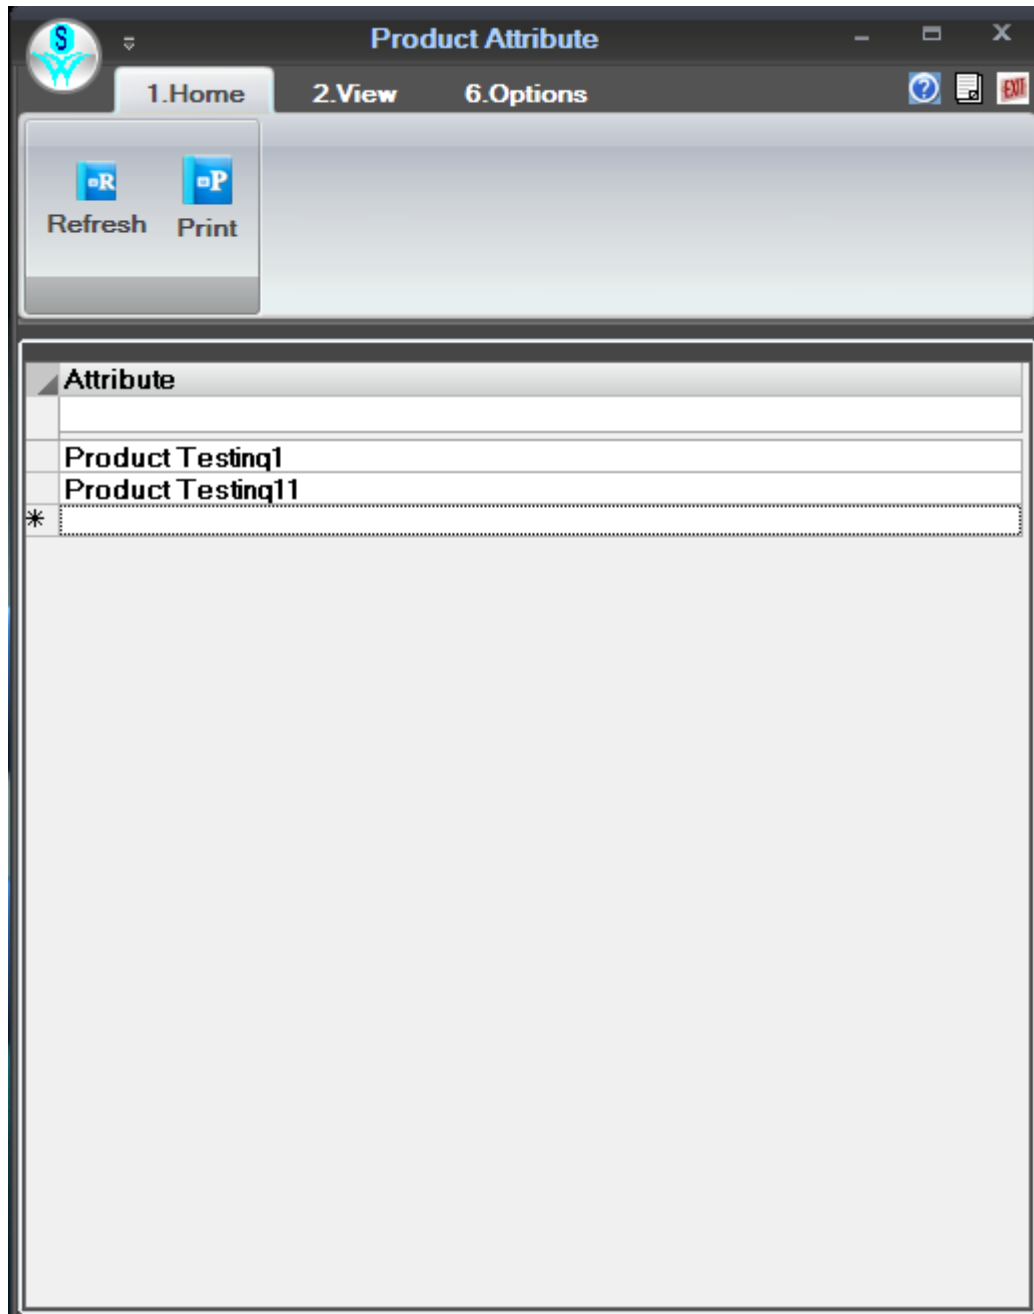 S
Product Attribute
1.Home 2.View 6.Options
EXIT
R P
Refresh Print
Attribute
Product Testing1
Product Testing11
*